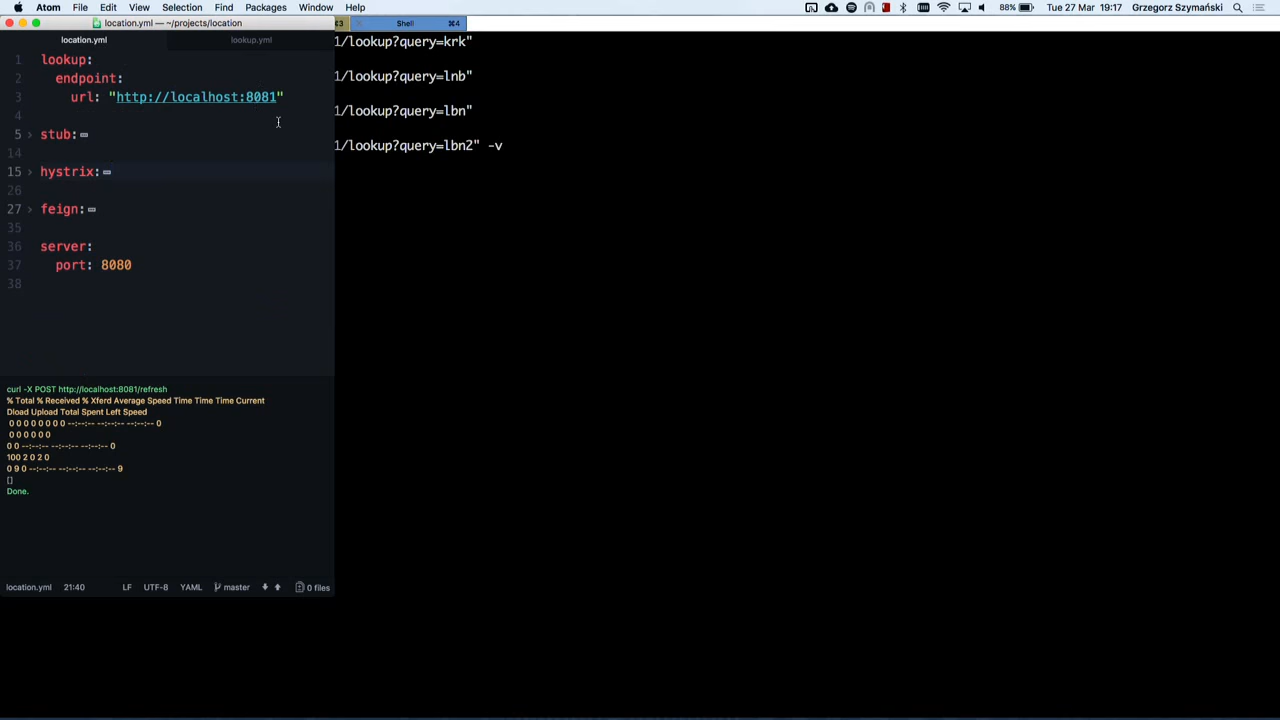 Atom File Edit View Selection Find Packages Window Help
88% Tue 27 Mar 19:17 Grzegorz Szymański
location.yml — ~/projects/location
⌘3 Shell ⌘4
location.yml lookup.yml
1 lookup:
2 endpoint:
3 url: "http://localhost:8081"
4
5 stub:
14
15 hystrix:
26
27 feign:
35
36 server:
37 port: 8080
38
1/lookup?query=krk"
1/lookup?query=lnb"
1/lookup?query=lbn"
1/lookup?query=lbn2" -v
curl -X POST http://localhost:8081/refresh
% Total % Received % Xferd Average Speed Time Time Time Current
Dload Upload Total Spent Left Speed
0 0 0 0 0 0 0 0 --:--:-- --:--:-- --:--:-- 0
0 0 0 0 0 0
0 0 --:--:-- --:--:-- --:--:-- 0
100 2 0 2 0
0 9 0 --:--:-- --:--:-- --:--:-- 9
[]
Done.
location.yml 21:40 LF UTF-8 YAML master 0 files